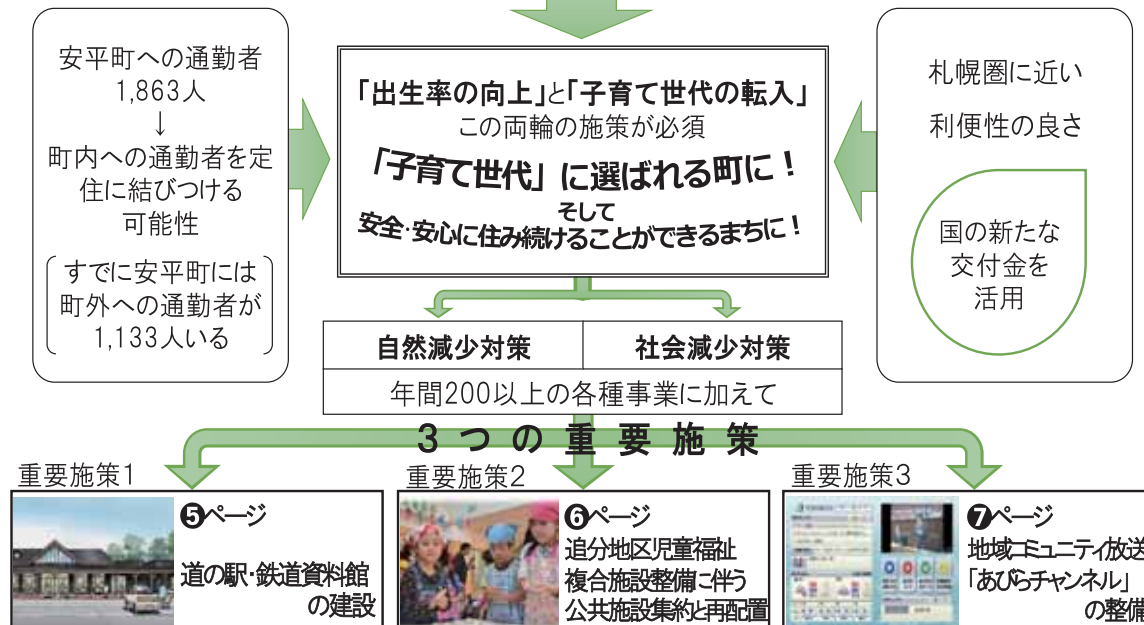 安平町への通勤者
1,863人
↓
町内への通勤者を定
住に結びつける
可能性
すでに安平町には
町外への通勤者が
1,133人いる
「出生率の向上」と「子育て世代の転入」
この両輪の施策が必須
「子育て世代」に選ばれる町に！
そして
安全・安心に住み続けることができるまちに！
札幌圏に近い
利便性の良さ
国の新たな
交付金を
活用
自然減少対策
社会減少対策
年間200以上の各種事業に加えて
3つの重要施策
重要施策1
❺ページ
道の駅・鉄道資料館
の建設
重要施策2
❻ページ
追分地区児童福祉
複合施設整備に伴う
公共施設集約と再配置
重要施策3
❼ページ
地域コミュニティ放送
「あびらチャンネル」
の整備